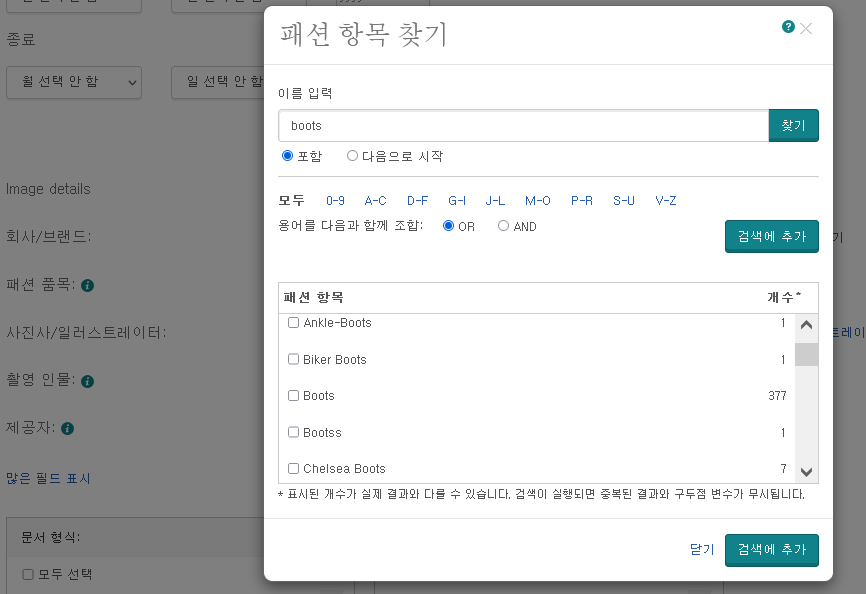 패션 항목 찾기
?
종료
월 선택 안 함
일 선택 안 함
이름 입력
boots
찾기
포함
다음으로 시작
Image details
모두 0-9 A-C D-F G-I J-L M-O P-R S-U V-Z
용어를 다음과 함께 조합: OR AND
검색에 추가
회사/브랜드:
기
패션 품목: i
패션 항목 개수*
사진사/일러스트레이터:
트레이
Ankle-Boots 1
Biker Boots 1
촬영 인물: i
Boots 377
제공자: i
Bootss 1
Chelsea Boots 7
많은 필드 표시
* 표시된 개수가 실제 결과와 다를 수 있습니다. 검색이 실행되면 중복된 결과와 구두점 변수가 무시됩니다.
문서 형식:
닫기
검색에 추가
모두 선택